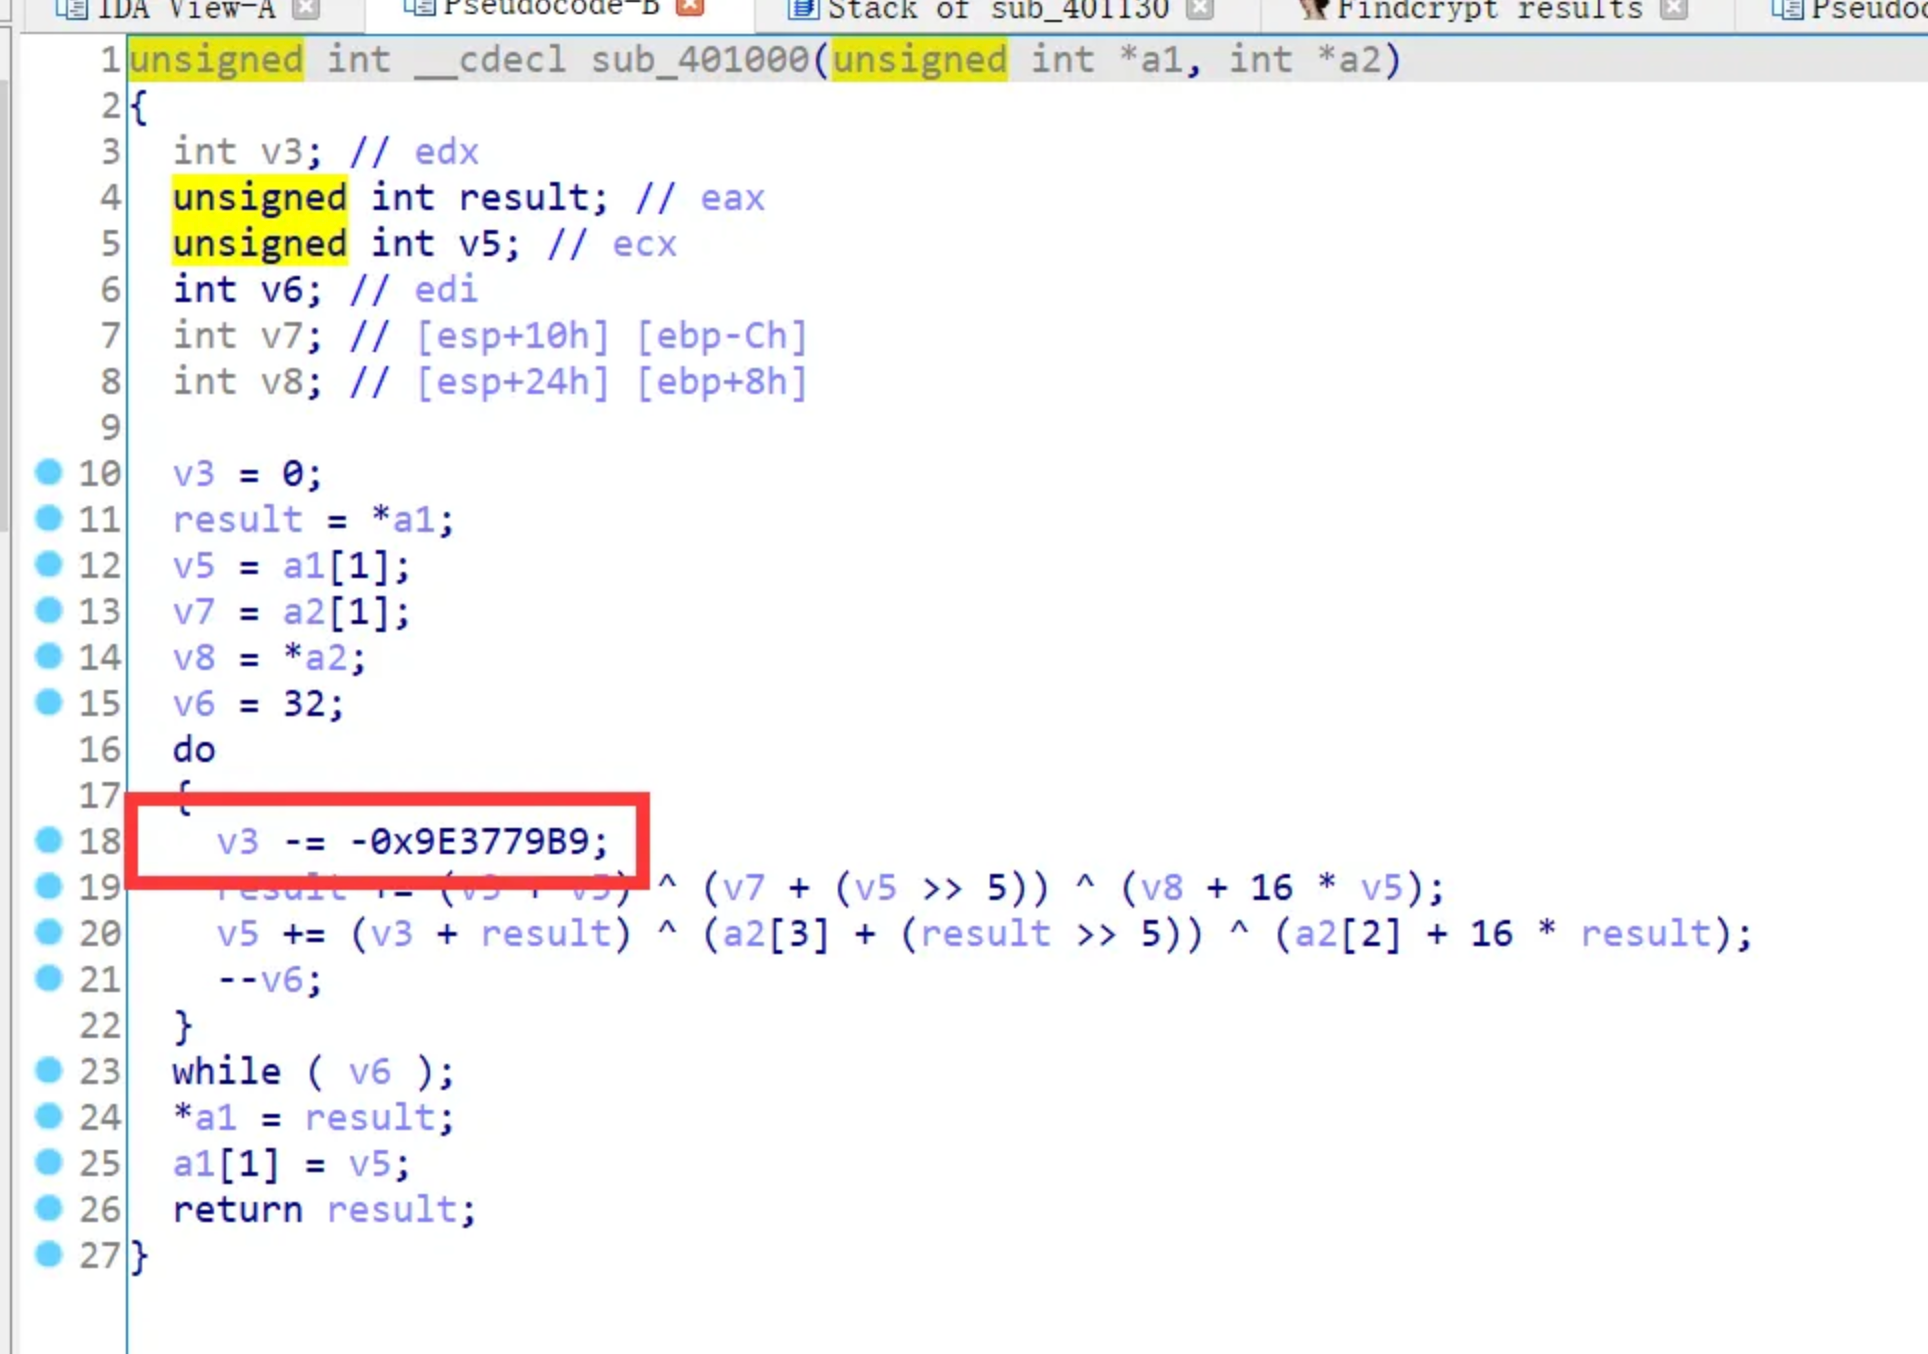 IDA View-A Pseudocode-B Stack of sub_401130 Findcrypt results
1 unsigned int __cdecl sub_401000(unsigned int *a1, int *a2)
2 {
3 int v3; // edx
4 unsigned int result; // eax
5 unsigned int v5; // ecx
6 int v6; // edi
7 int v7; // [esp+10h] [ebp-Ch]
8 int v8; // [esp+24h] [ebp+8h]
9
10 v3 = 0;
11 result = *a1;
12 v5 = a1[1];
13 v7 = a2[1];
14 v8 = *a2;
15 v6 = 32;
16 do
17 {
18 v3 -= -0x9E3779B9;
19 result += (v3 + v5) ^ (v7 + (v5 >> 5)) ^ (v8 + 16 * v5);
20 v5 += (v3 + result) ^ (a2[3] + (result >> 5)) ^ (a2[2] + 16 * result);
21 --v6;
22 }
23 while ( v6 );
24 *a1 = result;
25 a1[1] = v5;
26 return result;
27 }